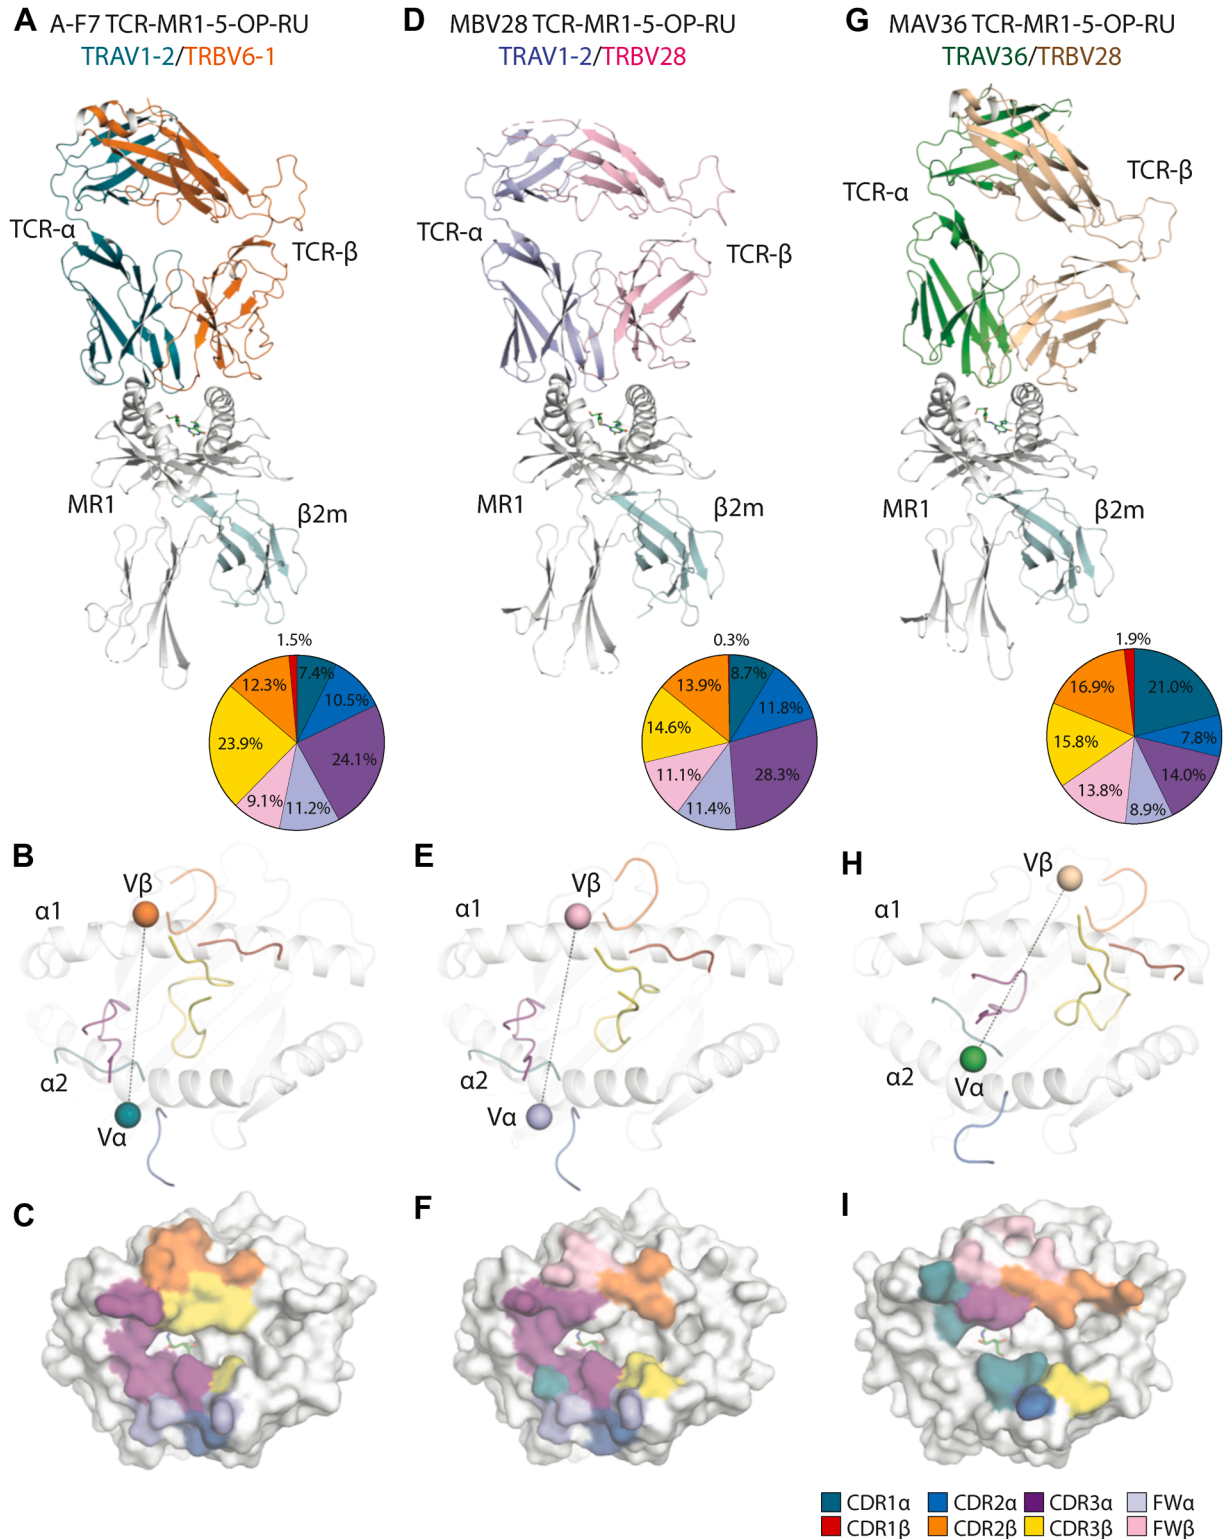 A A-F7 TCR-MR1-5-OP-RU
TRAV1-2/TRBV6-1
TCR-α
TCR-β
MR1
β2m
1.5%
7.4%
10.5%
24.1%
11.2%
9.1%
23.9%
12.3%
D MBV28 TCR-MR1-5-OP-RU
TRAV1-2/TRBV28
TCR-α
TCR-β
MR1
β2m
0.3%
8.7%
11.8%
28.3%
11.4%
11.1%
14.6%
13.9%
G MAV36 TCR-MR1-5-OP-RU
TRAV36/TRBV28
TCR-α
TCR-β
MR1
β2m
1.9%
21.0%
7.8%
14.0%
8.9%
13.8%
15.8%
16.9%
B
Vβ
α1
α2
Vα
E
Vβ
α1
α2
Vα
H
Vβ
α1
α2
Vα
C
F
I
CDR1α CDR2α CDR3α FWα
CDR1β CDR2β CDR3β FWβ